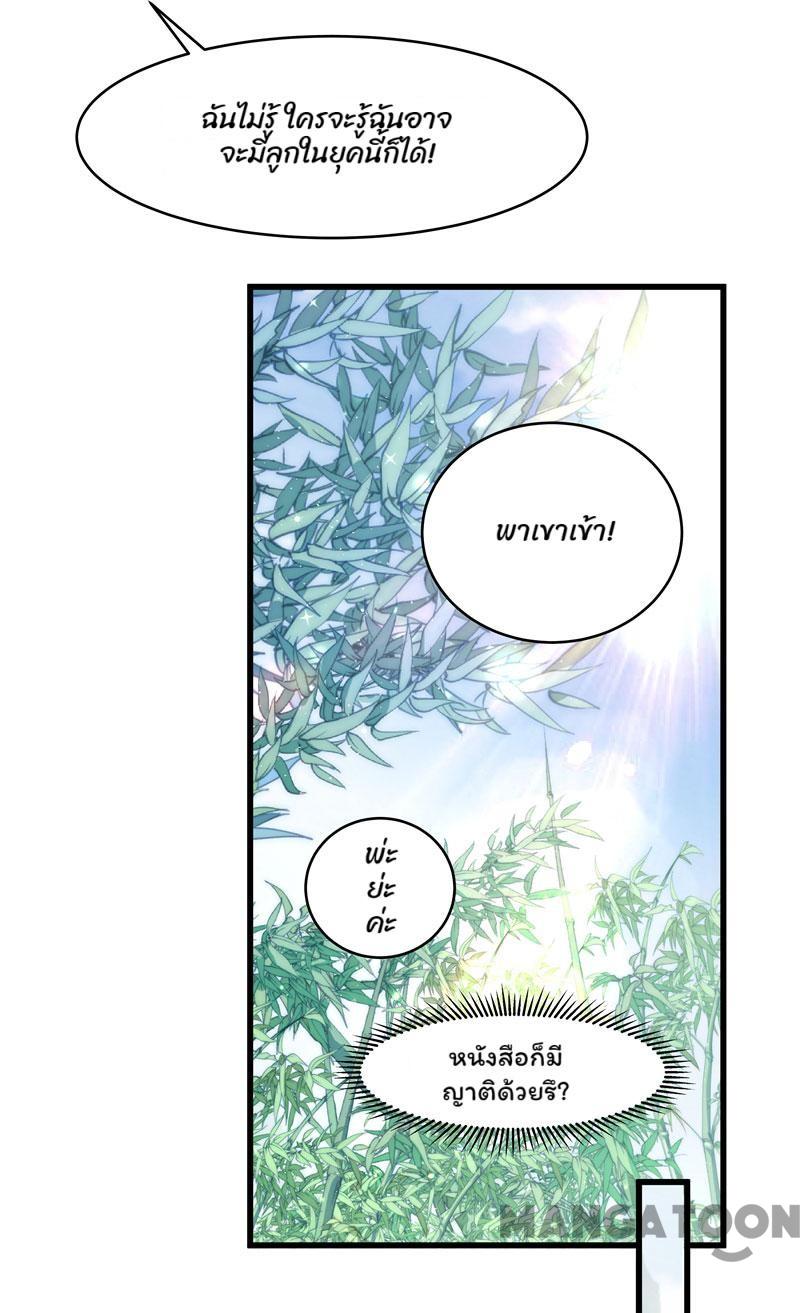 ฉันไม่รู้ ใครจะรู้ฉันอาจ
จะมีลูกในยุคนี้ก็ได้!
พาเขาเข้า!
พ่ะ
ย่ะ
ค่ะ
หนังสือก็มี
ญาติด้วยรึ?
MANGATOON